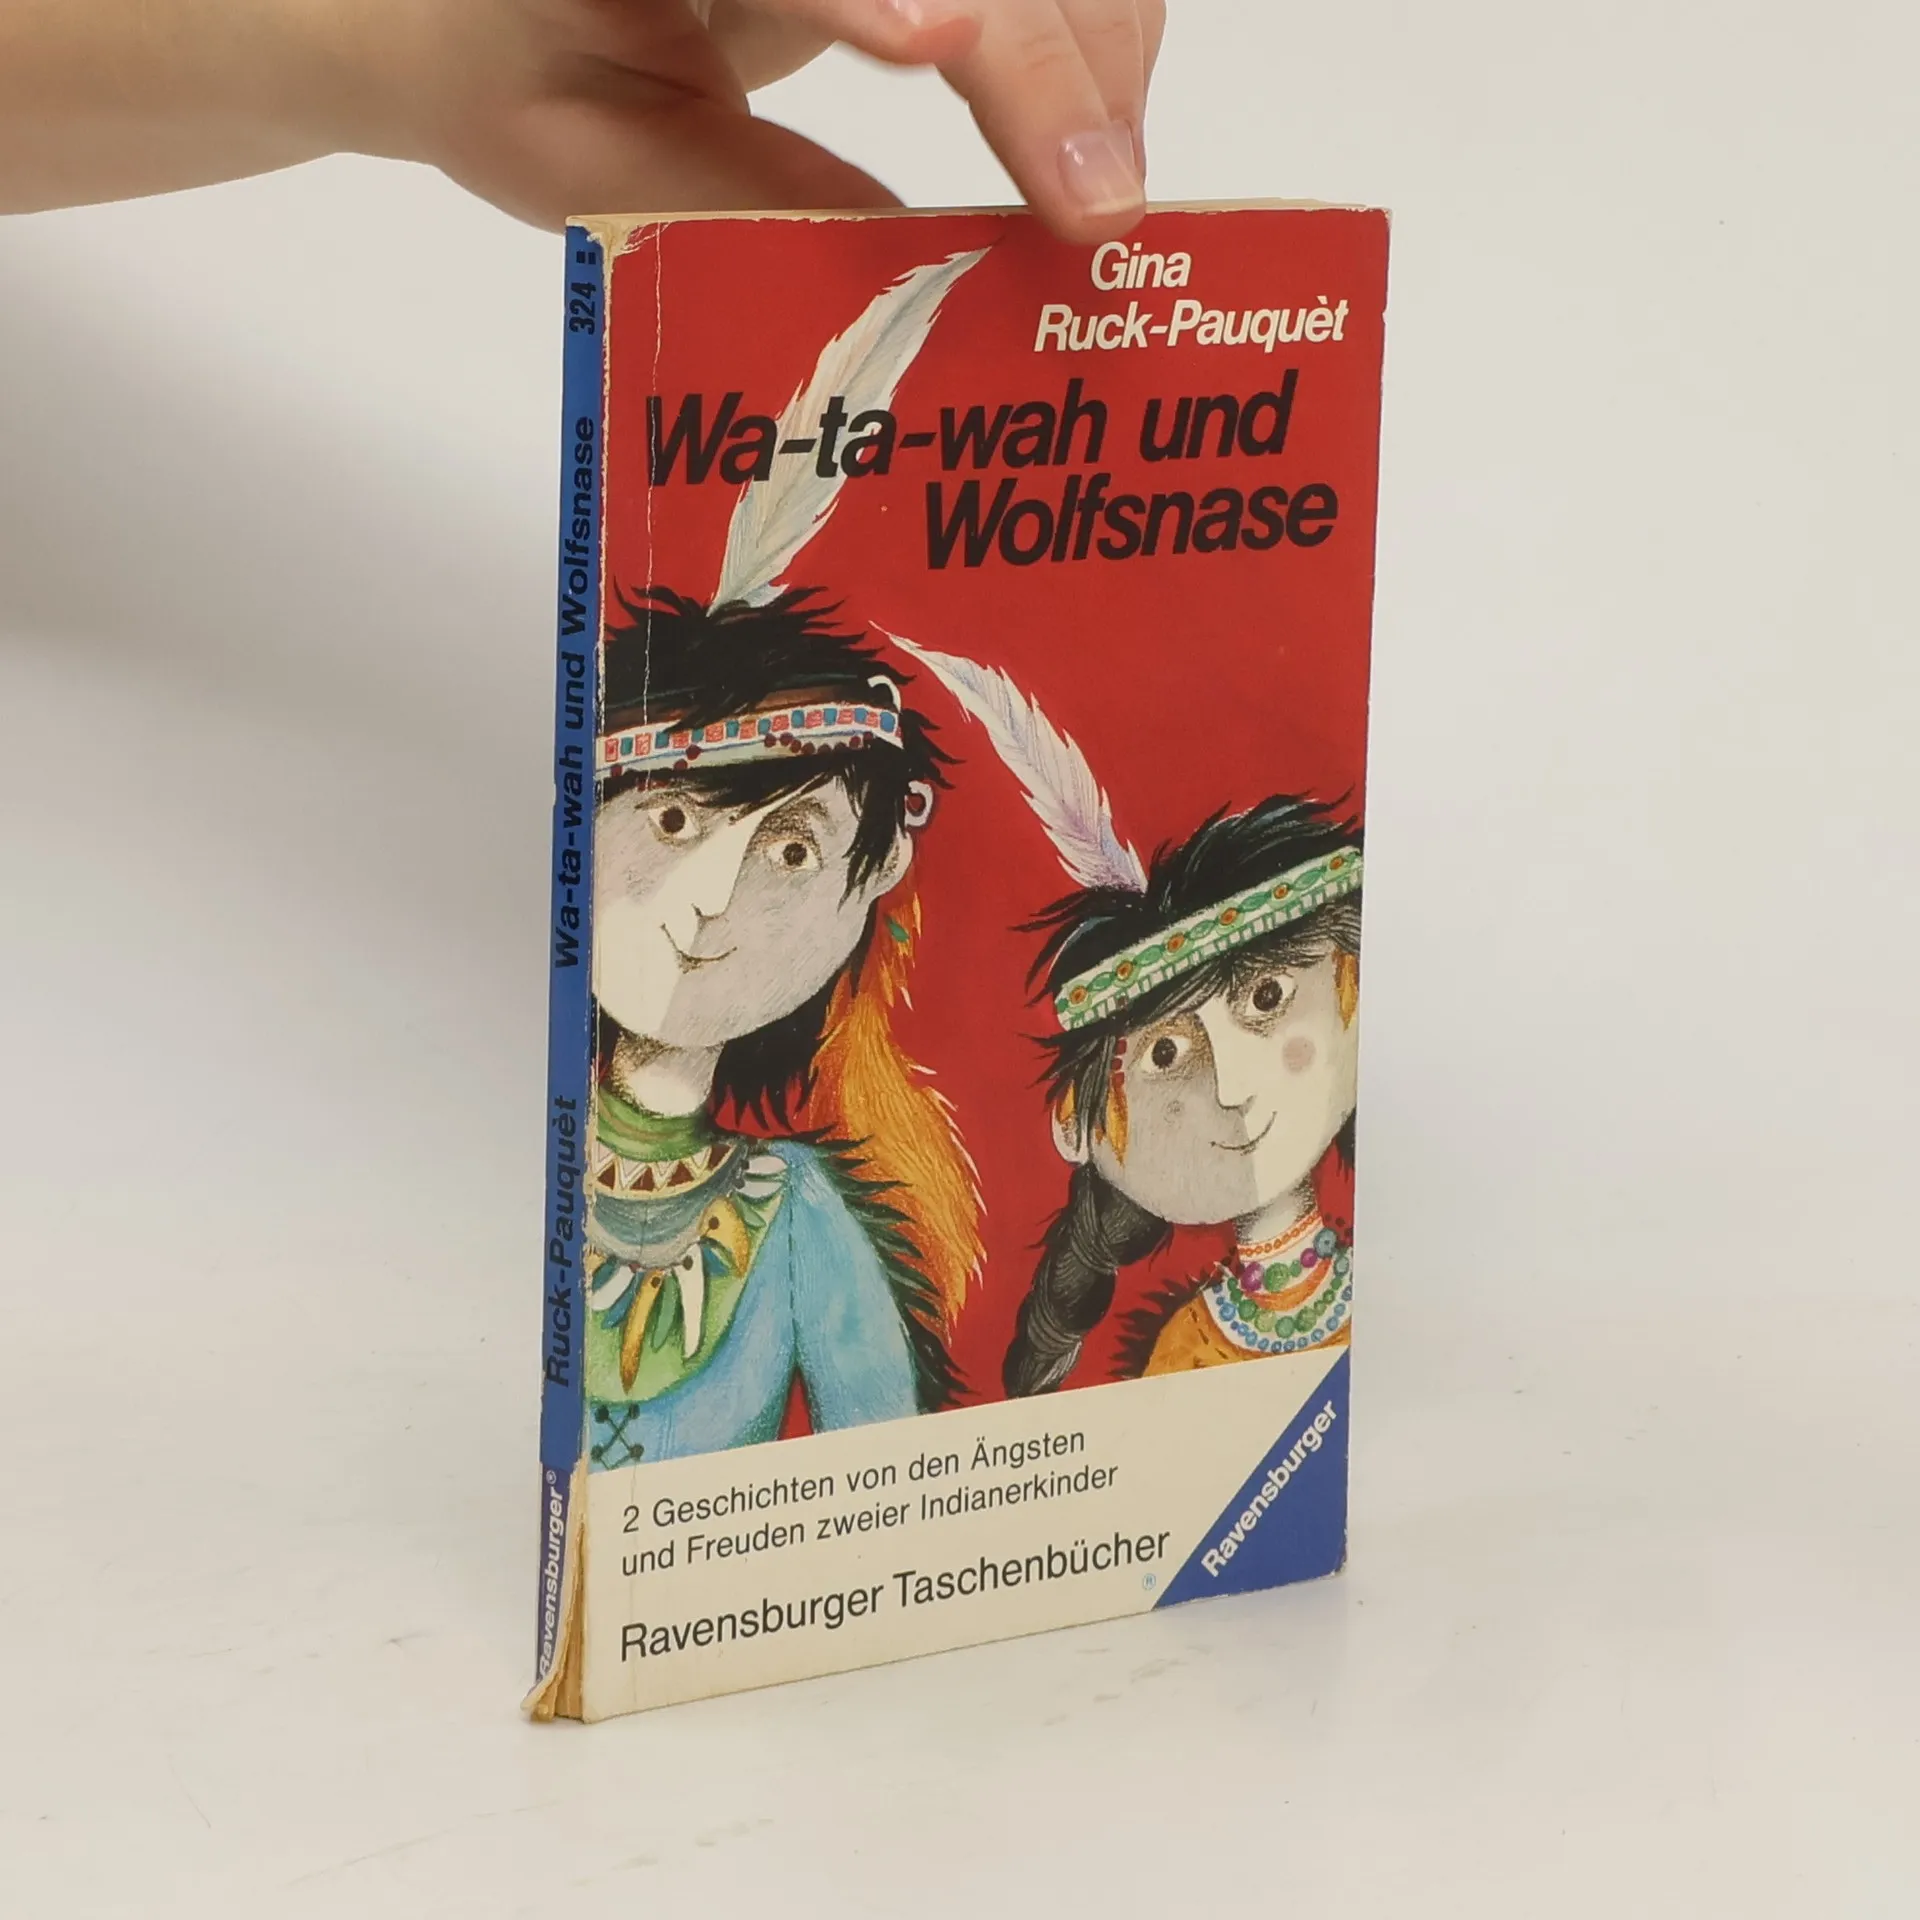 Gina
Ruck-Pauquèt
Wa-ta-wah und
Wolfsnase
2 Geschichten von den Ängsten
und Freuden zweier Indianerkinder
Ravensburger Taschenbücher
®
Ravensburger
Ravensburger® Ruck-Pauquèt Wa-ta-wah und Wolfsnase 324